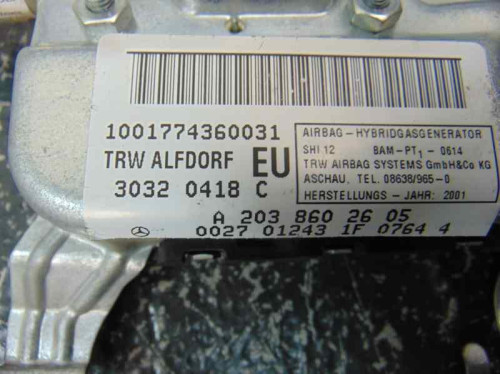 1001774360031
TRW ALFDORF EU
3032 0418 C
AIRBAG-HYBRIDGASGENERATOR
SHI 12 BAM-PT1-0614
TRW AIRBAG SYSTEMS GmbH&Co KG
ASCHAU. TEL. 08638/965-0
HERSTELLUNGS-JAHR: 2001
A 203 860 26 05
0027 01243 1F 0764 4